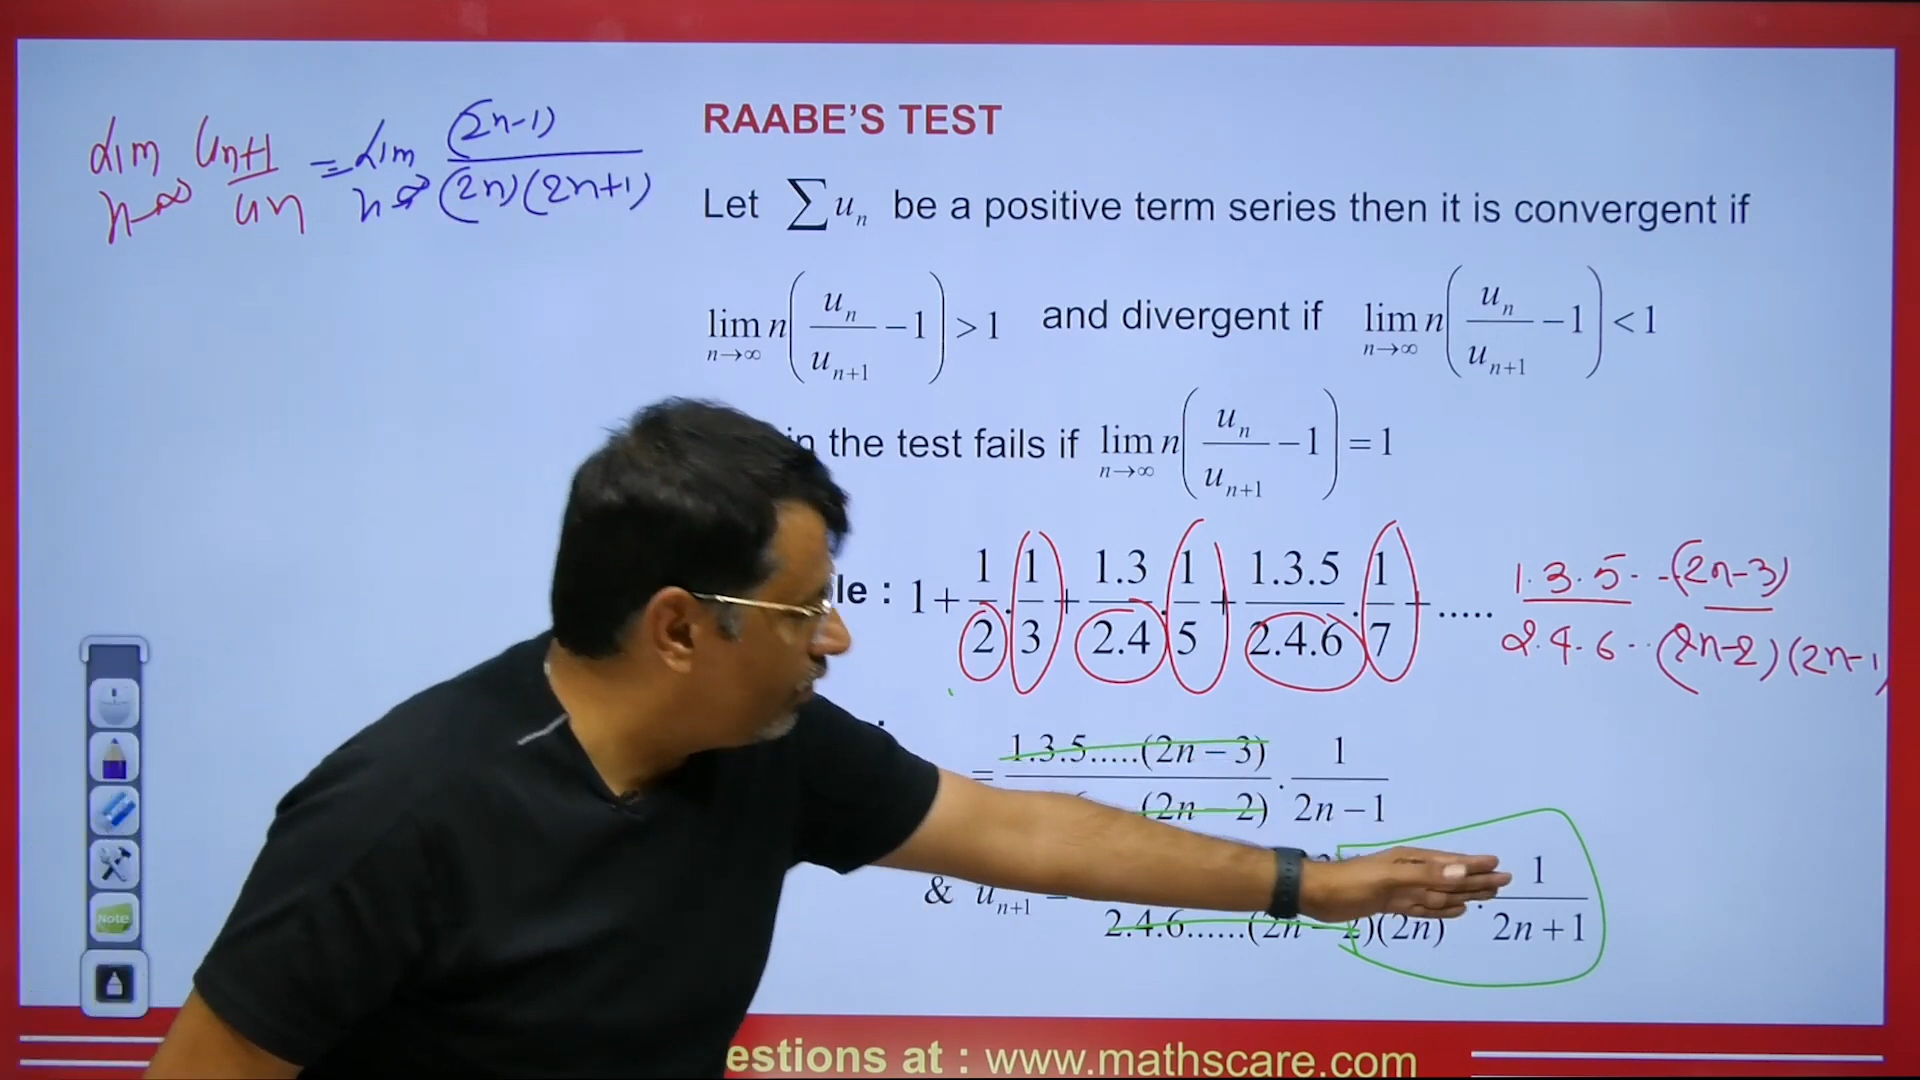 lim u_{n+1}/u_n = lim (2n-1)/(2n)(2n+1)
n→∞ n→∞
RAABE'S TEST
Let ∑u_n be a positive term series then it is convergent if
lim_{n→∞} n(u_n/u_{n+1} − 1) > 1 and divergent if lim_{n→∞} n(u_n/u_{n+1} − 1) < 1
in the test fails if lim_{n→∞} n(u_n/u_{n+1} − 1) = 1
le : 1 + 1/2 . 1/3 + 1.3/2.4 . 1/5 + 1.3.5/2.4.6 . 1/7 + ..... 1.3.5..(2n-3)/2.4.6..(2n-2)(2n-1
= 1.3.5.....(2n − 3)/(2n − 2) . 1/2n − 1
& u_{n+1} = /2.4.6......(2n − 2)(2n) . 1/2n + 1
Note
estions at : www.mathscare.com